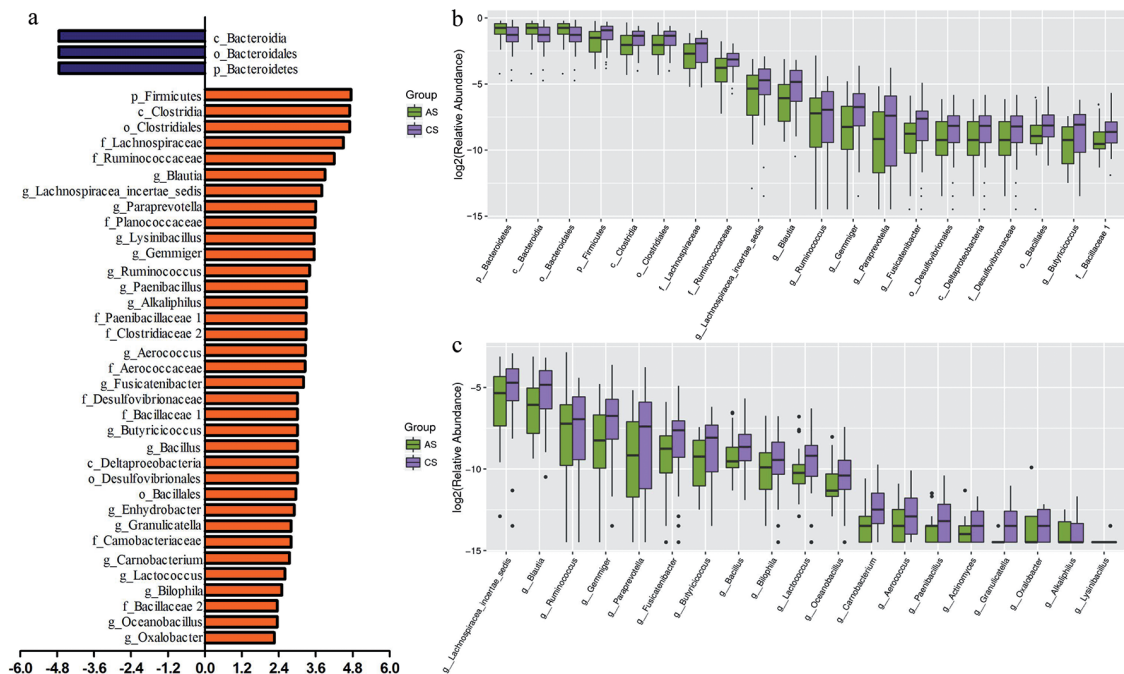 a
c_Bacteroidia
o_Bacteroidales
p_Bacteroidetes
p_Firmicutes
c_Clostridia
o_Clostridiales
f_Lachnospiraceae
f_Ruminococcaceae
g_Blautia
g_Lachnospiracea_incertae_sedis
g_Paraprevotella
f_Planococcaceae
g_Lysinibacillus
g_Gemmiger
g_Ruminococcus
g_Paenibacillus
g_Alkaliphilus
f_Paenibacillaceae 1
f_Clostridiaceae 2
g_Aerococcus
f_Aerococcaceae
g_Fusicatenibacter
f_Desulfovibrionaceae
f_Bacillaceae 1
g_Butyricicoccus
g_Bacillus
c_Deltaproeobacteria
o_Desulfovibrionales
o_Bacillales
g_Enhydrobacter
g_Granulicatella
f_Camobacteriaceae
g_Carnobacterium
g_Lactococcus
g_Bilophila
f_Bacillaceae 2
g_Oceanobacillus
g_Oxalobacter
-6.0 -4.8 -3.6 -2.4 -1.2 0.0 1.2 2.4 3.6 4.8 6.0
b
log2(Relative Abundance)
0
-5
-10
-15
Group
AS
CS
p__Bacteroidetes
c__Bacteroidia
o__Bacteroidales
p__Firmicutes
c__Clostridia
o__Clostridiales
f__Lachnospiraceae
f__Ruminococcaceae
g__Lachnospiracea_incertae_sedis
g__Blautia
g__Ruminococcus
g__Gemmiger
g__Paraprevotella
g__Fusicatenibacter
o__Desulfovibrionales
c__Deltaproteobacteria
f__Desulfovibrionaceae
o__Bacillales
g__Butyricicoccus
f__Bacillaceae 1
c
log2(Relative Abundance)
-5
-10
-15
Group
AS
CS
g__Lachnospiracea_incertae_sedis
g__Blautia
g__Ruminococcus
g__Gemmiger
g__Paraprevotella
g__Fusicatenibacter
g__Butyricicoccus
g__Bacillus
g__Bilophila
g__Lactococcus
g__Oceanobacillus
g__Carnobacterium
g__Aerococcus
g__Paenibacillus
g__Actinomyces
g__Granulicatella
g__Oxalobacter
g__Alkaliphilus
g__Lysinibacillus